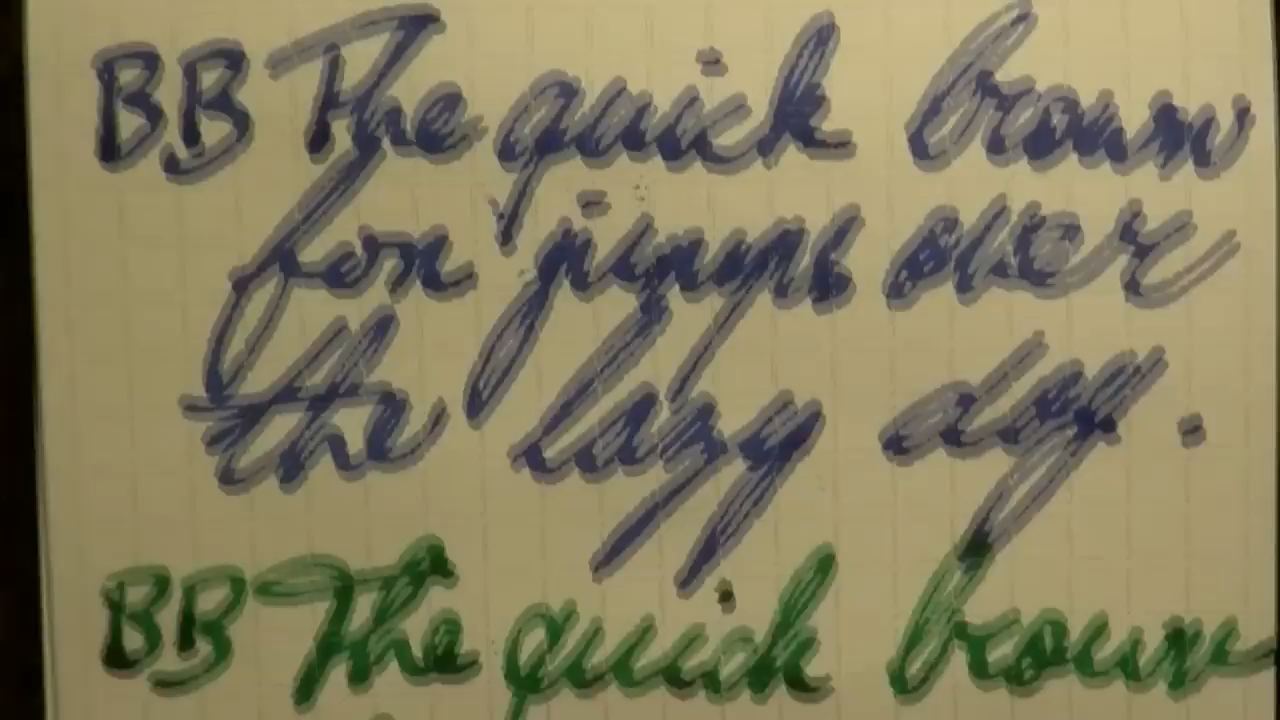 BB The quick brown
fox jumps over
the lazy dog.
BB The quick brown